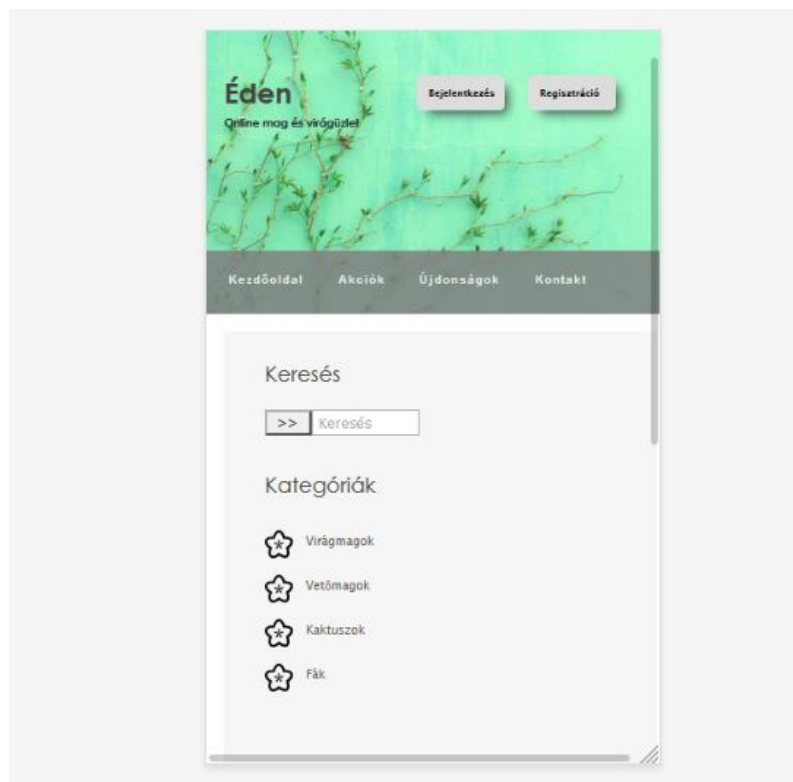 Éden
Bejelentkezés
Regisztráció
Online mag és virágüzlet
Kezdőoldal
Akciók
Újdonságok
Kontakt
Keresés
>> Keresés
Kategóriák
Virágmagok
Vetőmagok
Kaktuszok
Fák